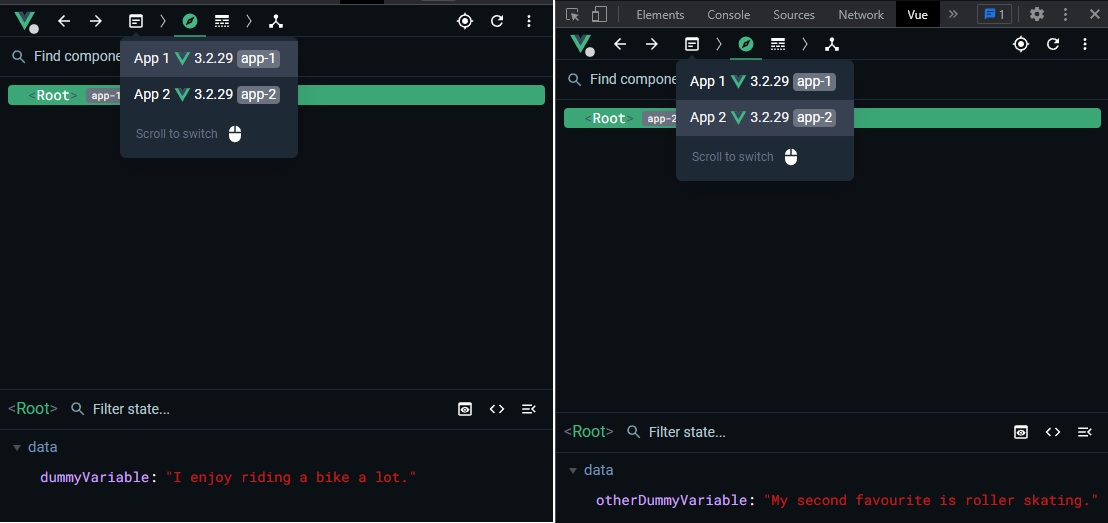 Find compone
App 1 3.2.29 app-1
App 2 3.2.29 app-2
Scroll to switch
<Root> app-1
<Root> Filter state...
data
dummyVariable: "I enjoy riding a bike a lot."
Elements Console Sources Network Vue » 1
Find compone
App 1 3.2.29 app-1
App 2 3.2.29 app-2
Scroll to switch
<Root> app-2
<Root> Filter state...
data
otherDummyVariable: "My second favourite is roller skating."